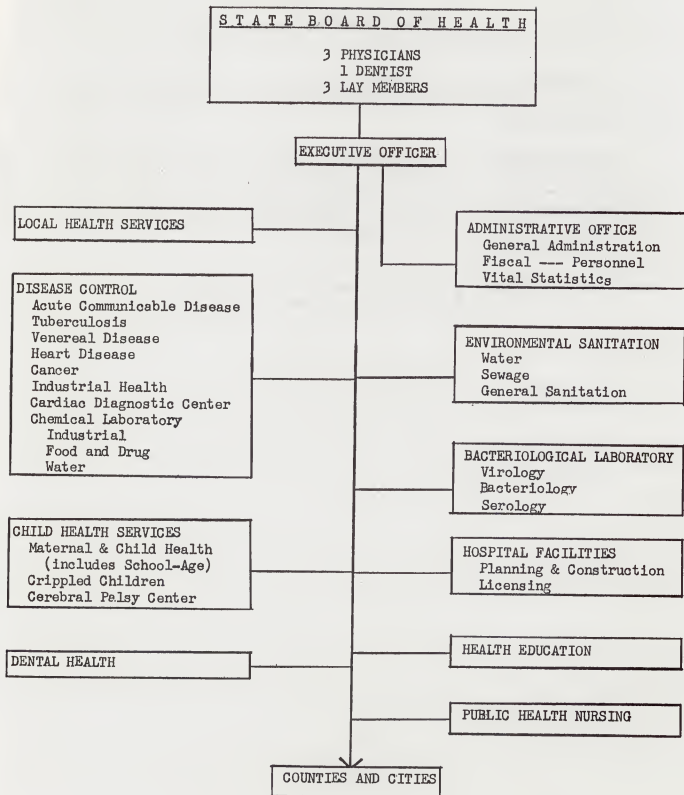 STATE BOARD OF HEALTH
3 PHYSICIANS
1 DENTIST
3 LAY MEMBERS
EXECUTIVE OFFICER
LOCAL HEALTH SERVICES
DISEASE CONTROL
Acute Communicable Disease
Tuberculosis
Venereal Disease
Heart Disease
Cancer
Industrial Health
Cardiac Diagnostic Center
Chemical Laboratory
Industrial
Food and Drug
Water
CHILD HEALTH SERVICES
Maternal & Child Health
(includes School-Age)
Crippled Children
Cerebral Palsy Center
DENTAL HEALTH
ADMINISTRATIVE OFFICE
General Administration
Fiscal --- Personnel
Vital Statistics
ENVIRONMENTAL SANITATION
Water
Sewage
General Sanitation
BACTERIOLOGICAL LABORATORY
Virology
Bacteriology
Serology
HOSPITAL FACILITIES
Planning & Construction
Licensing
HEALTH EDUCATION
PUBLIC HEALTH NURSING
COUNTIES AND CITIES